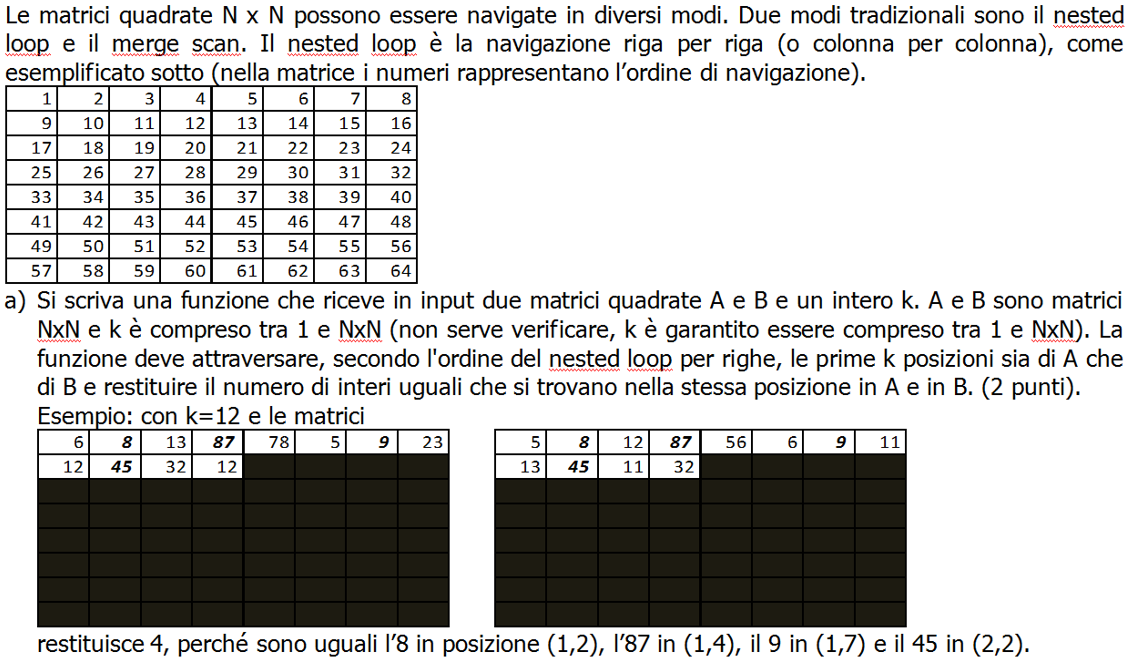 Le matrici quadrate N x N possono essere navigate in diversi modi. Due modi tradizionali sono il nested
loop e il merge scan. Il nested loop è la navigazione riga per riga (o colonna per colonna), come
esemplificato sotto (nella matrice i numeri rappresentano l'ordine di navigazione).
1 2 3 4 5 6 7 8
9 10 11 12 13 14 15 16
17 18 19 20 21 22 23 24
25 26 27 28 29 30 31 32
33 34 35 36 37 38 39 40
41 42 43 44 45 46 47 48
49 50 51 52 53 54 55 56
57 58 59 60 61 62 63 64
a) Si scriva una funzione che riceve in input due matrici quadrate A e B e un intero k. A e B sono matrici
NxN e k è compreso tra 1 e NxN (non serve verificare, k è garantito essere compreso tra 1 e NxN). La
funzione deve attraversare, secondo l'ordine del nested loop per righe, le prime k posizioni sia di A che
di B e restituire il numero di interi uguali che si trovano nella stessa posizione in A e in B. (2 punti).
Esempio: con k=12 e le matrici
6 8 13 87 78 5 9 23 5 8 12 87 56 6 9 11
12 45 32 12 13 45 11 32
restituisce 4, perché sono uguali l'8 in posizione (1,2), l'87 in (1,4), il 9 in (1,7) e il 45 in (2,2).